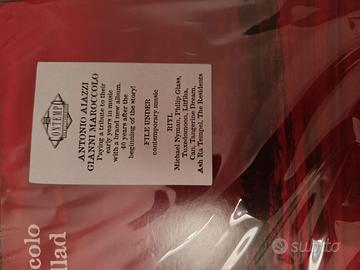 CONTEMPO
ANTONIO AIAZZI
GIANNI MAROCCOLO
Paying a tribute to their
early years in music
with a brand new album.
40 years after the
beginning of the story!
FILE UNDER
contemporary music
RIYL
Michael Nyman, Philip Glass,
Tuxedomoon, Litfiba,
Can, Tangerine Dream,
Ash Ra Tempel, The Residents
colo
llad
subito